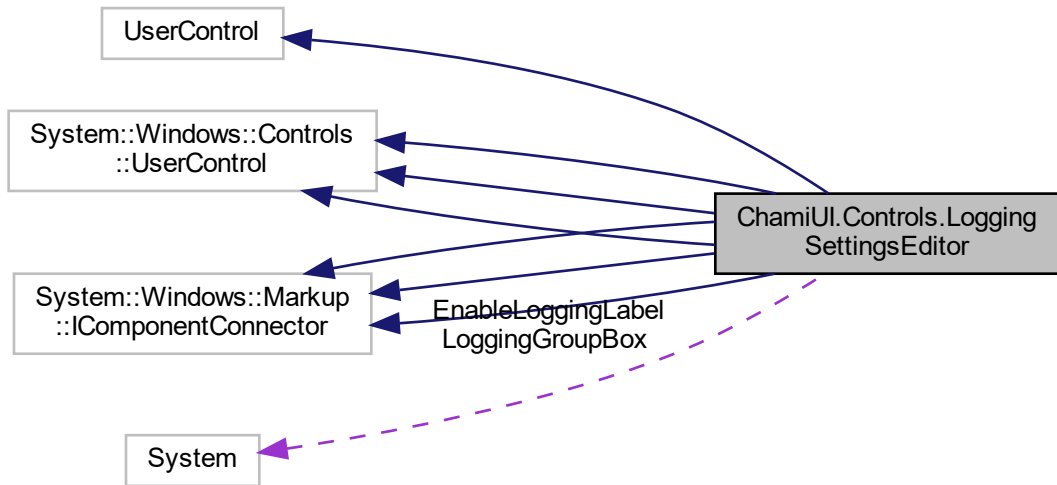 UserControl
System::Windows::Controls
::UserControl
ChamiUI.Controls.Logging
SettingsEditor
System::Windows::Markup
::IComponentConnector
EnableLoggingLabel
LoggingGroupBox
System